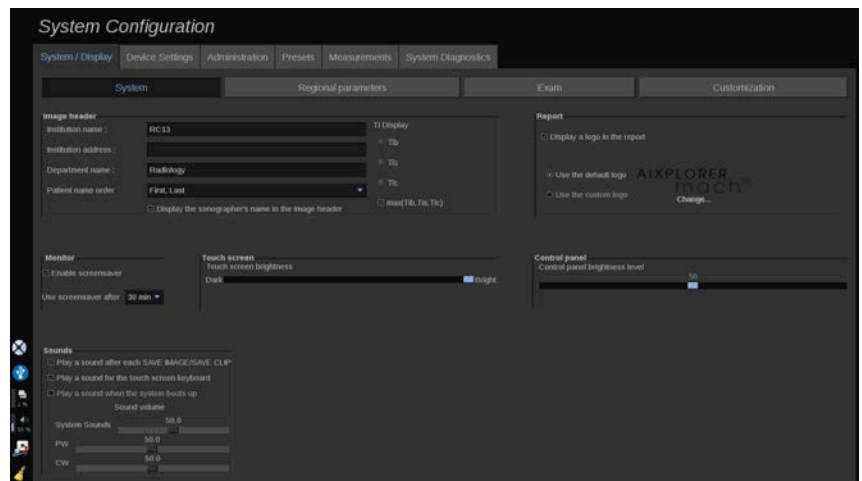 System Configuration
System / Display Device Settings Administration Presets Measurements System Diagnostics
System Regional parameters Exam Customization
Image header
Institution name : RC13
Institution address :
Department name : Radiology
Patient name order First, Last
Display the sonographer's name in the image header
TI Display
TIb
TIs
TIc
max(TIb, TIs, TIc)
Report
Display a logo in the report
Use the default logo
Use the custom logo
AIXPLORER
mach
Change...
Monitor
Enable screensaver
Use screensaver after 30 min
Touch screen
Touch screen brightness
Dark Bright
Control panel
Control panel brightness level
50
Sounds
Play a sound after each SAVE IMAGE/SAVE CLIP
Play a sound for the touch screen keyboard
Play a sound when the system boots up
Sound volume
System Sounds 50.0
PW 50.0
CW 50.0